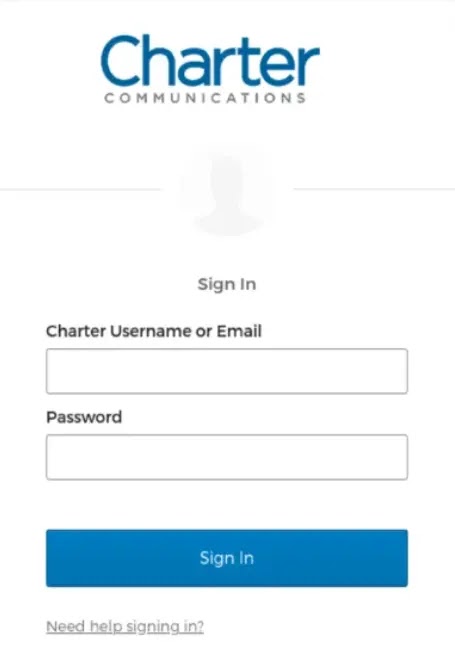 Charter
COMMUNICATIONS
Sign In
Charter Username or Email
Password
Sign In
Need help signing in?